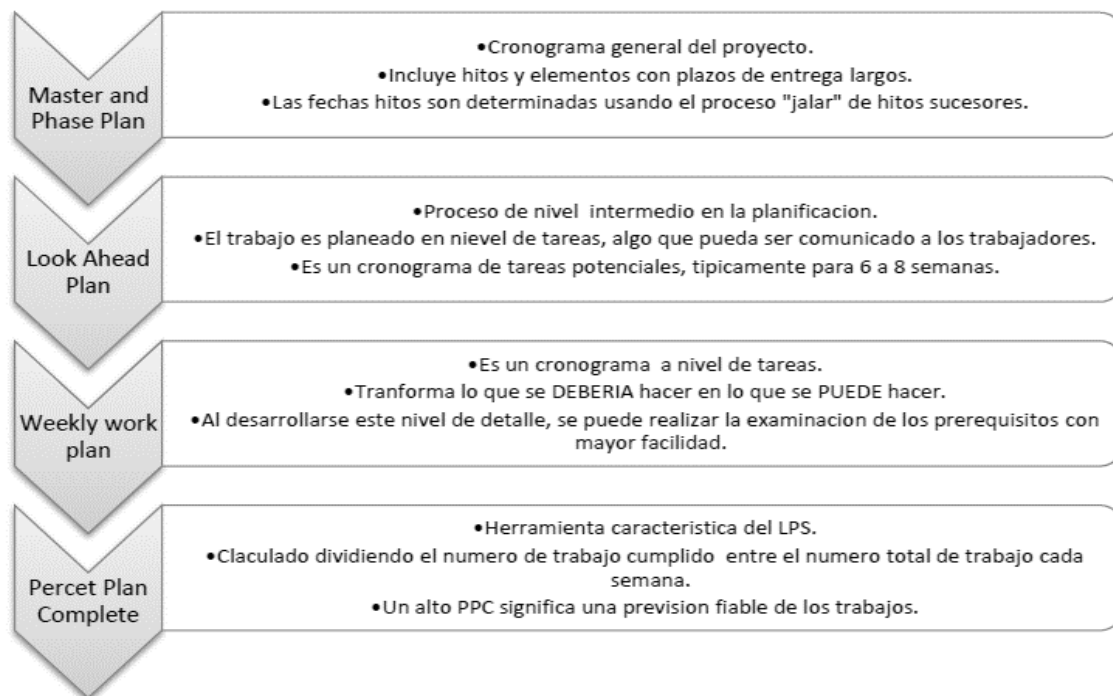 Master and
Phase Plan
•Cronograma general del proyecto.
•Incluye hitos y elementos con plazos de entrega largos.
•Las fechas hitos son determinadas usando el proceso "jalar" de hitos sucesores.
Look Ahead
Plan
•Proceso de nivel intermedio en la planificacion.
•El trabajo es planeado en nievel de tareas, algo que pueda ser comunicado a los trabajadores.
•Es un cronograma de tareas potenciales, tipicamente para 6 a 8 semanas.
Weekly work
plan
•Es un cronograma a nivel de tareas.
•Tranforma lo que se DEBERIA hacer en lo que se PUEDE hacer.
•Al desarrollarse este nivel de detalle, se puede realizar la examinacion de los prerequisitos con
mayor facilidad.
Percet Plan
Complete
•Herramienta caracteristica del LPS.
•Claculado dividiendo el numero de trabajo cumplido entre el numero total de trabajo cada
semana.
•Un alto PPC significa una prevision fiable de los trabajos.